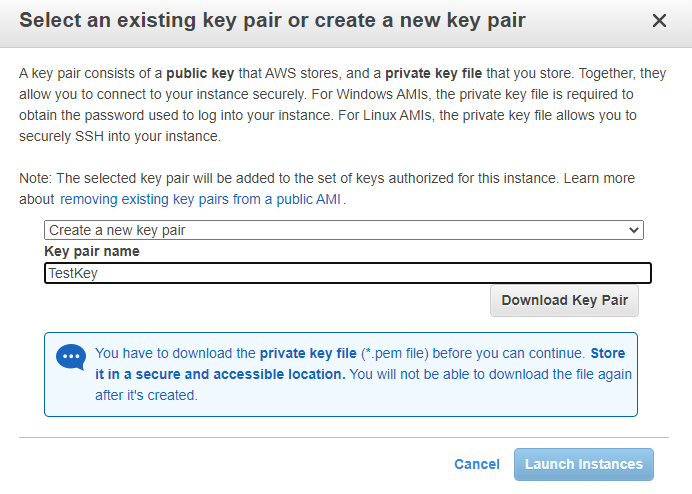 Select an existing key pair or create a new key pair
A key pair consists of a public key that AWS stores, and a private key file that you store. Together, they
allow you to connect to your instance securely. For Windows AMIs, the private key file is required to
obtain the password used to log into your instance. For Linux AMIs, the private key file allows you to
securely SSH into your instance.
Note: The selected key pair will be added to the set of keys authorized for this instance. Learn more
about removing existing key pairs from a public AMI .
Create a new key pair
Key pair name
TestKey
Download Key Pair
You have to download the private key file (*.pem file) before you can continue. Store
it in a secure and accessible location. You will not be able to download the file again
after it's created.
Cancel Launch Instances